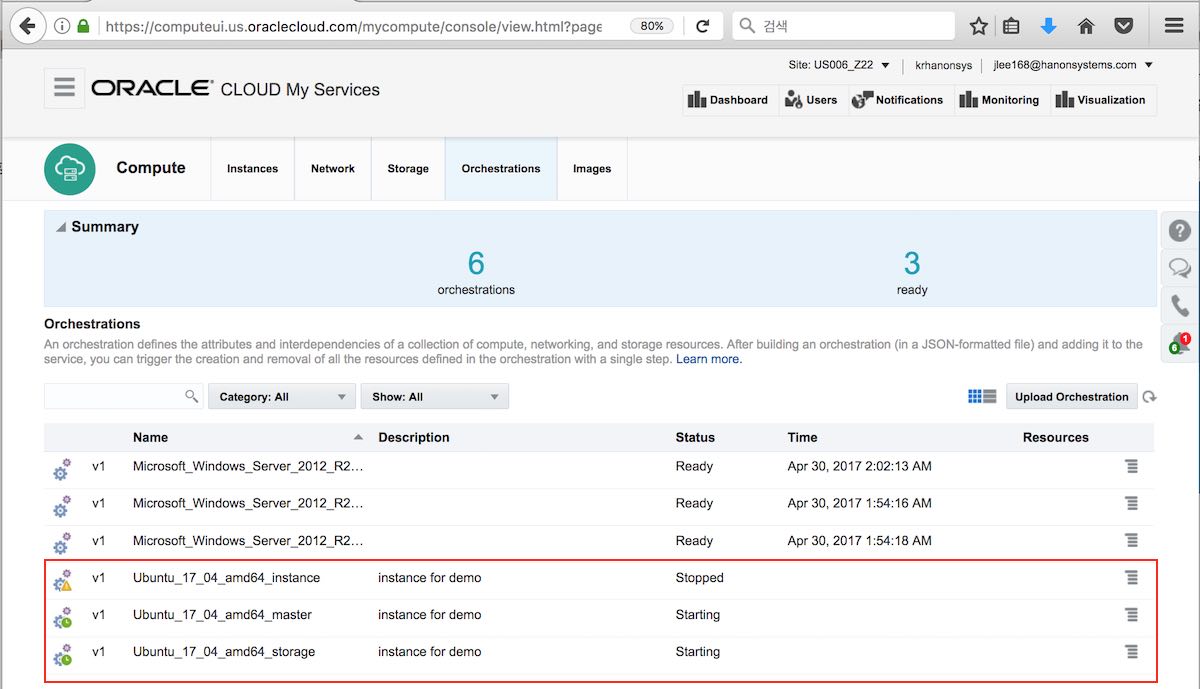 https://computeui.us.oraclecloud.com/mycompute/console/view.html?page
80%
검색
ORACLE CLOUD My Services
Site: US006_Z22
krhanonsys
jlee168@hanonsystems.com
Dashboard
Users
Notifications
Monitoring
Visualization
Compute
Instances
Network
Storage
Orchestrations
Images
Summary
6
orchestrations
3
ready
?
1
6
Orchestrations
An orchestration defines the attributes and interdependencies of a collection of compute, networking, and storage resources. After building an orchestration (in a JSON-formatted file) and adding it to the
service, you can trigger the creation and removal of all the resources defined in the orchestration with a single step. Learn more.
Category: All
Show: All
Upload Orchestration
Name Description Status Time Resources
v1 Microsoft_Windows_Server_2012_R2... Ready Apr 30, 2017 2:02:13 AM
v1 Microsoft_Windows_Server_2012_R2... Ready Apr 30, 2017 1:54:16 AM
v1 Microsoft_Windows_Server_2012_R2... Ready Apr 30, 2017 1:54:18 AM
v1 Ubuntu_17_04_amd64_instance instance for demo Stopped
v1 Ubuntu_17_04_amd64_master instance for demo Starting
v1 Ubuntu_17_04_amd64_storage instance for demo Starting